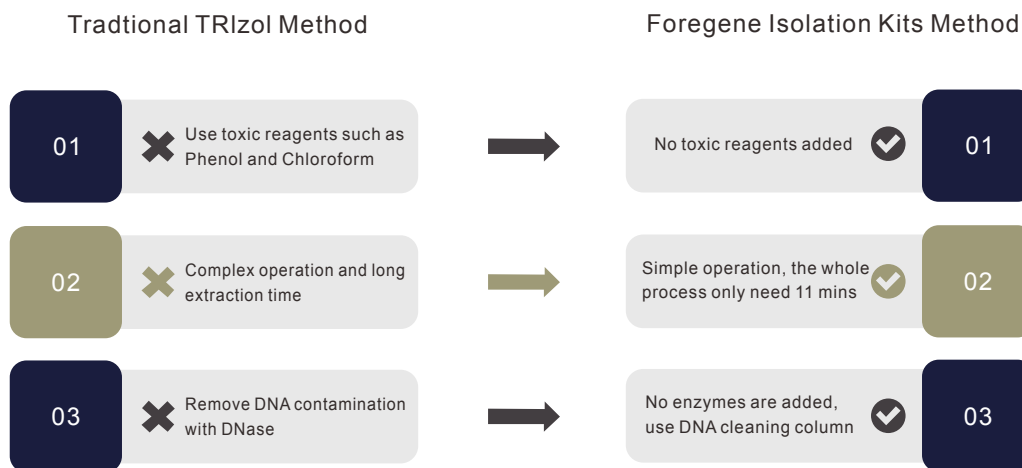 Tradtional TRIzol Method
Foregene Isolation Kits Method
01
Use toxic reagents such as
Phenol and Chloroform
No toxic reagents added
01
02
Complex operation and long
extraction time
Simple operation, the whole
process only need 11 mins
02
03
Remove DNA contamination
with DNase
No enzymes are added,
use DNA cleaning column
03